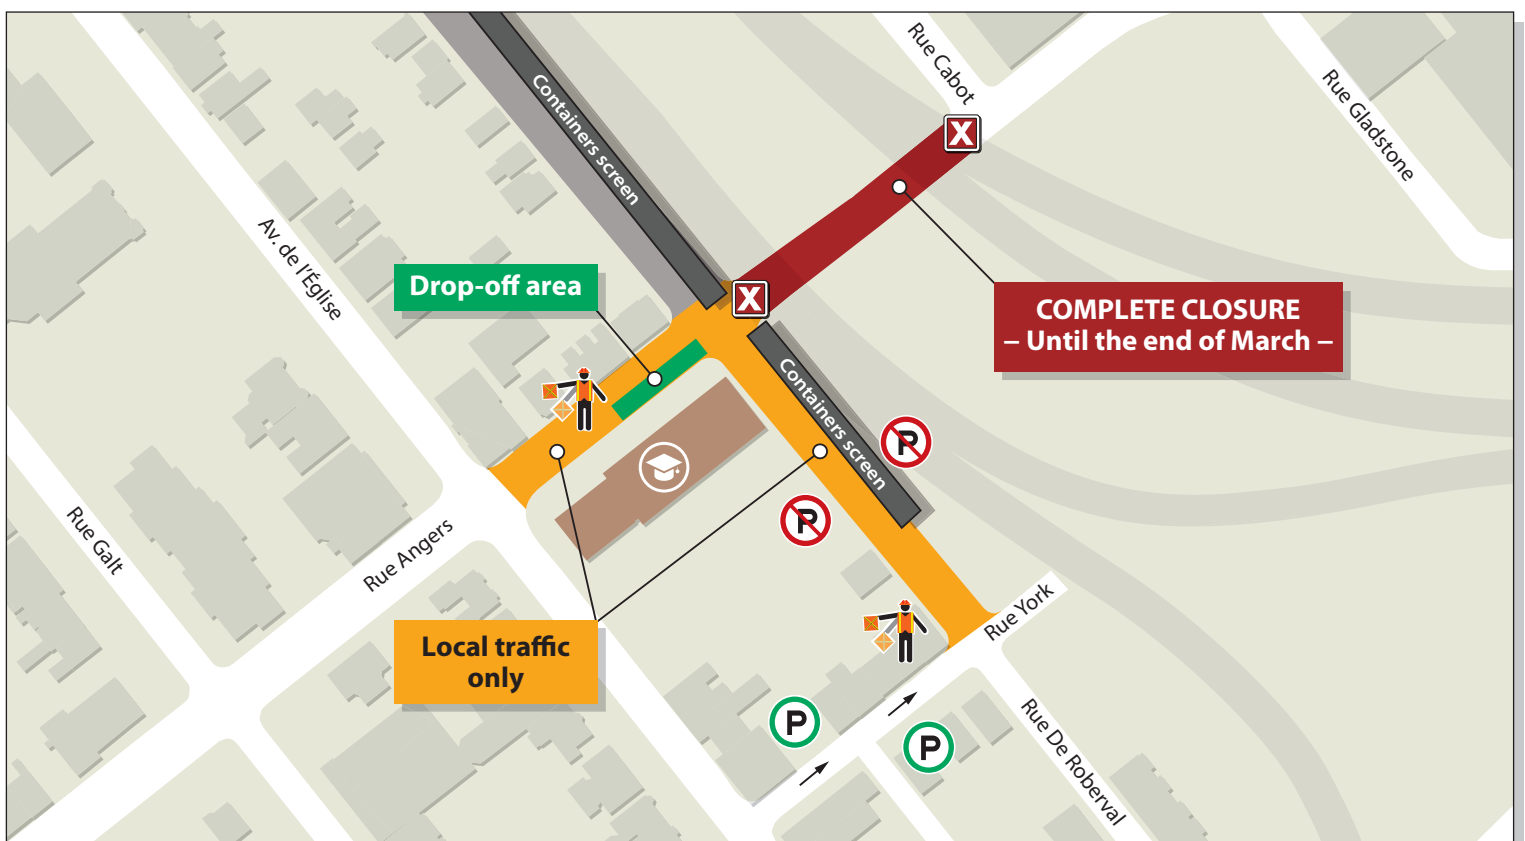 Rue Cabot
Rue Gladstone
Containers screen
X
Av. de l'Église
Drop-off area
X
COMPLETE CLOSURE
– Until the end of March –
Containers screen
P
P
Rue Galt
Rue Angers
Local traffic
only
Rue York
P
P
Rue De Roberval